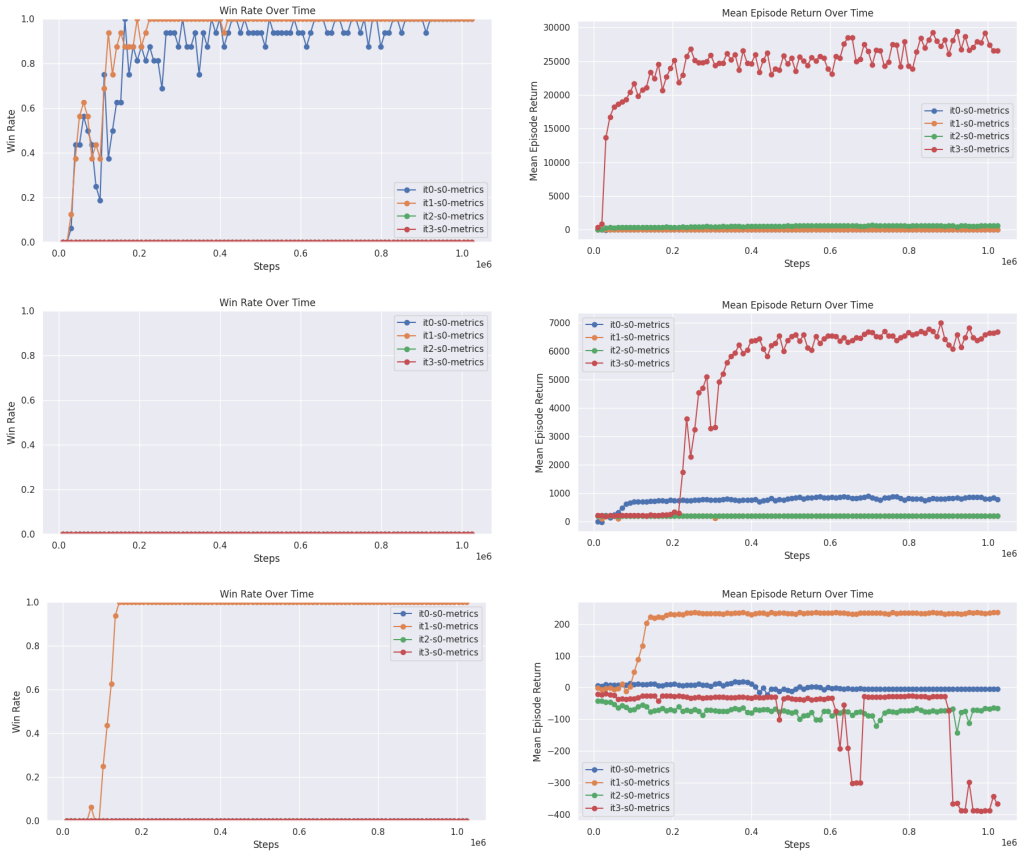 Win Rate Over Time
1.0
0.8
0.6
0.4
0.2
0.0
Win Rate
it0-s0-metrics
it1-s0-metrics
it2-s0-metrics
it3-s0-metrics
0.0 0.2 0.4 0.6 0.8 1.0
1e6
Steps
Mean Episode Return Over Time
30000
25000
20000
15000
10000
5000
0
Mean Episode Return
it0-s0-metrics
it1-s0-metrics
it2-s0-metrics
it3-s0-metrics
0.0 0.2 0.4 0.6 0.8 1.0
Steps
1e6
Win Rate Over Time
1.0
0.8
0.6
0.4
0.2
0.0
Win Rate
it0-s0-metrics
it1-s0-metrics
it2-s0-metrics
it3-s0-metrics
0.0 0.2 0.4 0.6 0.8 1.0
1e6
Steps
Mean Episode Return Over Time
7000
6000
5000
4000
3000
2000
1000
0
Mean Episode Return
it0-s0-metrics
it1-s0-metrics
it2-s0-metrics
it3-s0-metrics
0.0 0.2 0.4 0.6 0.8 1.0
Steps
1e6
Win Rate Over Time
1.0
0.8
0.6
0.4
0.2
0.0
Win Rate
it0-s0-metrics
it1-s0-metrics
it2-s0-metrics
it3-s0-metrics
0.0 0.2 0.4 0.6 0.8 1.0
1e6
Steps
Mean Episode Return Over Time
200
100
0
−100
−200
−300
−400
Mean Episode Return
it0-s0-metrics
it1-s0-metrics
it2-s0-metrics
it3-s0-metrics
0.0 0.2 0.4 0.6 0.8 1.0
Steps
1e6